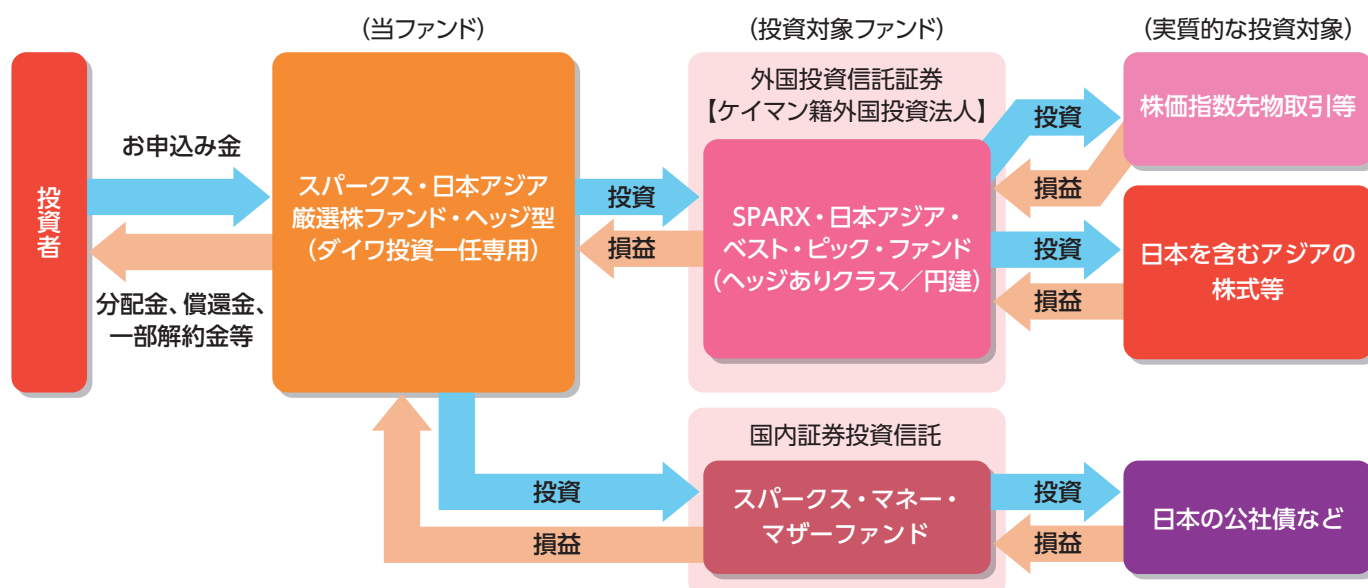 (当ファンド)
(投資対象ファンド)
(実質的な投資対象)
投資者
お申込み金
分配金、償還金、
一部解約金等
スパークス・日本アジア
厳選株ファンド・ヘッジ型
(ダイワ投資一任専用)
投資
損益
外国投資信託証券
【ケイマン籍外国投資法人】
SPARX・日本アジア・
ベスト・ピック・ファンド
(ヘッジありクラス／円建)
投資
損益
株価指数先物取引等
投資
損益
日本を含むアジアの
株式等
投資
損益
国内証券投資信託
スパークス・マネー・
マザーファンド
投資
損益
日本の公社債など